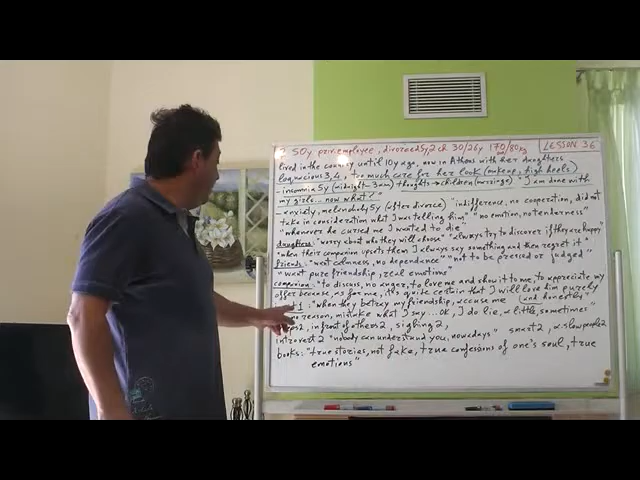 ♀ 50y priv. employee, divorced 5y, 2ch 30/26y 170/80kg
LESSON 36
lived in the country until 10y ago, now in Athens with her daughters
loquacious 3,4, too much care for her look (makeup, high heels)
-insomnia 5y (midnight-3am) thoughts→children (marriage) "I am done with
my girls... now what?"
-anxiety, melancholy 5y (after divorce) "indifference, no cooperation, did not
take in consideration what I was telling him" "no emotion, no tenderness"
"whenever he cursed me I wanted to die"
daughters: "worry about who they will choose" "always try to discover if they are happy"
"when their companion upsets them I always say something and then regret it"
friends: "want calmness, no dependance" "not to be pressed or judged"
"want pure friendship, real emotions"
companion: "to discuss, no anger, to love me and show it to me, to appreciate my
offer because, as for me, it's quite certain that I will love him purely
+1: "when they betray my friendship, accuse me (and honestly"
no reason, mistake what I say... OK, I do lie, a little, sometimes"
2, in front of others 2, sighing 2,
introvert 2 "nobody can understand you, nowadays" smart 2, a. slow people 2
books: "true stories, not fake, true confessions of one's soul, true
emotions"